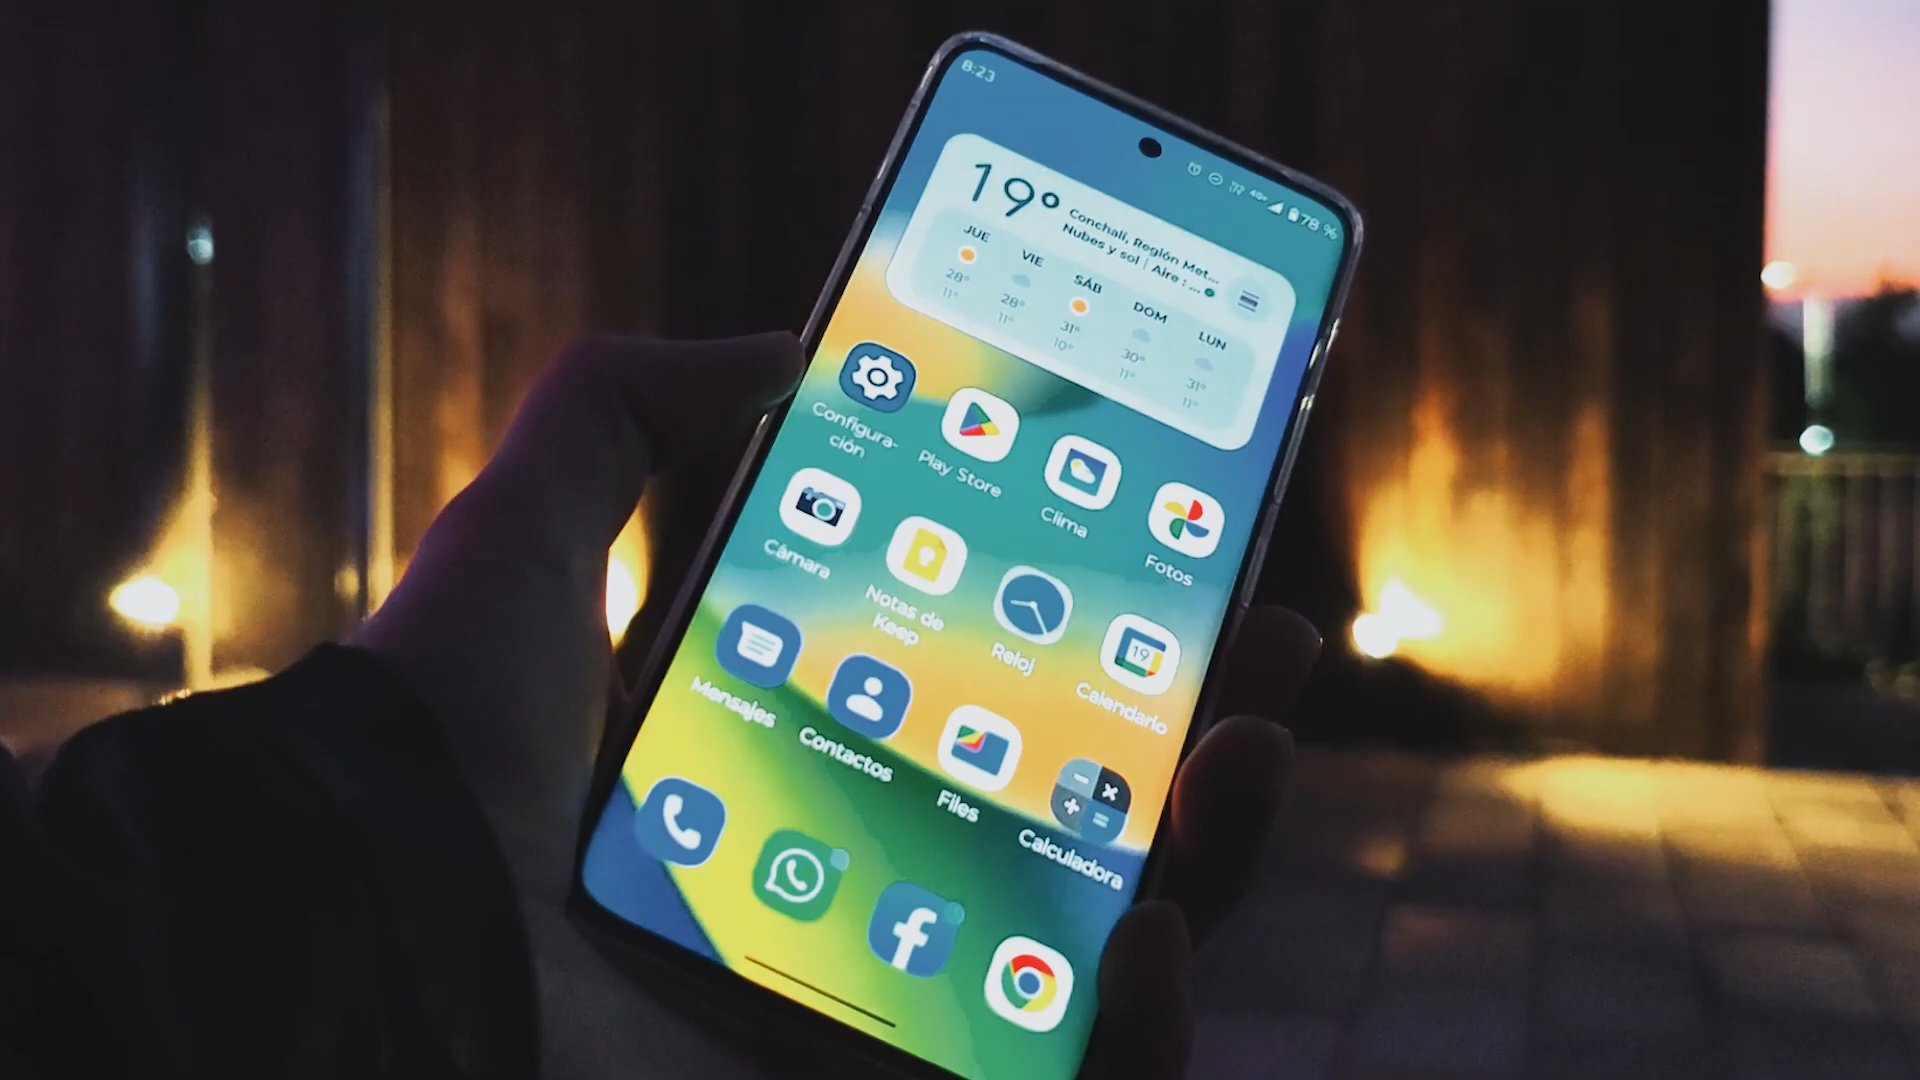 8:23
78 %
19°
Conchalí, Región Met...
Nubes y sol | Aire : ...
JUE VIE SÁB DOM LUN
28° 28° 31° 30° 31°
11° 11° 10° 11° 11°
Configura-
ción
Play Store
Clima
Fotos
Cámara
Notas de
Keep
Reloj
19
Calendario
Mensajes
Contactos
Files
Calculadora